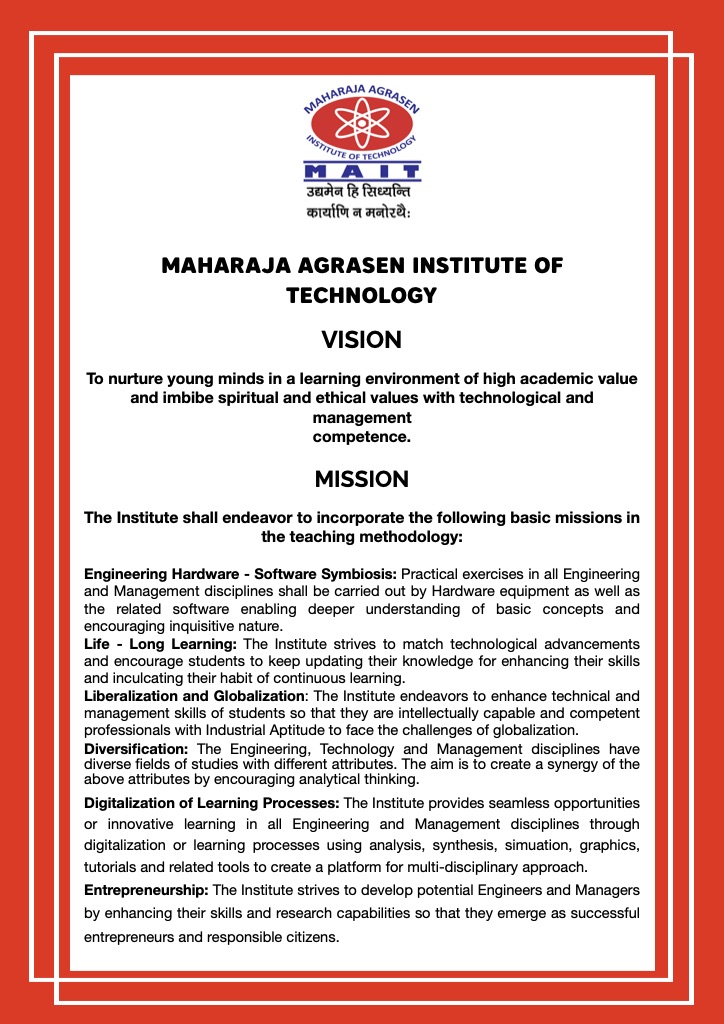 MAHARAJA AGRASEN
INSTITUTE OF TECHNOLOGY
MAIT
उद्यमेन हि सिध्यन्ति
कार्याणि न मनोरथैः
MAHARAJA AGRASEN INSTITUTE OF
TECHNOLOGY
VISION
To nurture young minds in a learning environment of high academic value
and imbibe spiritual and ethical values with technological and
management
competence.
MISSION
The Institute shall endeavor to incorporate the following basic missions in
the teaching methodology:
Engineering Hardware - Software Symbiosis: Practical exercises in all Engineering
and Management disciplines shall be carried out by Hardware equipment as well as
the related software enabling deeper understanding of basic concepts and
encouraging inquisitive nature.
Life - Long Learning: The Institute strives to match technological advancements
and encourage students to keep updating their knowledge for enhancing their skills
and inculcating their habit of continuous learning.
Liberalization and Globalization: The Institute endeavors to enhance technical and
management skills of students so that they are intellectually capable and competent
professionals with Industrial Aptitude to face the challenges of globalization.
Diversification: The Engineering, Technology and Management disciplines have
diverse fields of studies with different attributes. The aim is to create a synergy of the
above attributes by encouraging analytical thinking.
Digitalization of Learning Processes: The Institute provides seamless opportunities
or innovative learning in all Engineering and Management disciplines through
digitalization or learning processes using analysis, synthesis, simuation, graphics,
tutorials and related tools to create a platform for multi-disciplinary approach.
Entrepreneurship: The Institute strives to develop potential Engineers and Managers
by enhancing their skills and research capabilities so that they emerge as successful
entrepreneurs and responsible citizens.